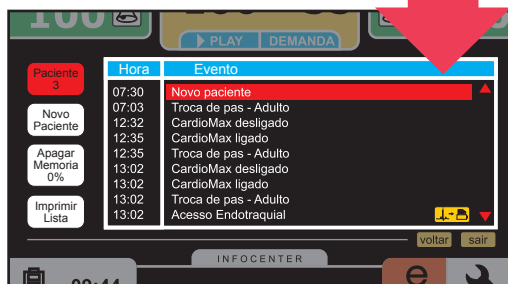 100
PLAY DEMANDA
Paciente
3
Novo
Paciente
Apagar
Memoria
0%
Imprimir
Lista
Hora Evento
07:30 Novo paciente
07:03 Troca de pas - Adulto
12:32 CardioMax desligado
12:35 CardioMax ligado
12:35 Troca de pas - Adulto
13:02 CardioMax desligado
13:02 CardioMax ligado
13:02 Troca de pas - Adulto
13:02 Acesso Endotraquial
voltar sair
INFOCENTER
e